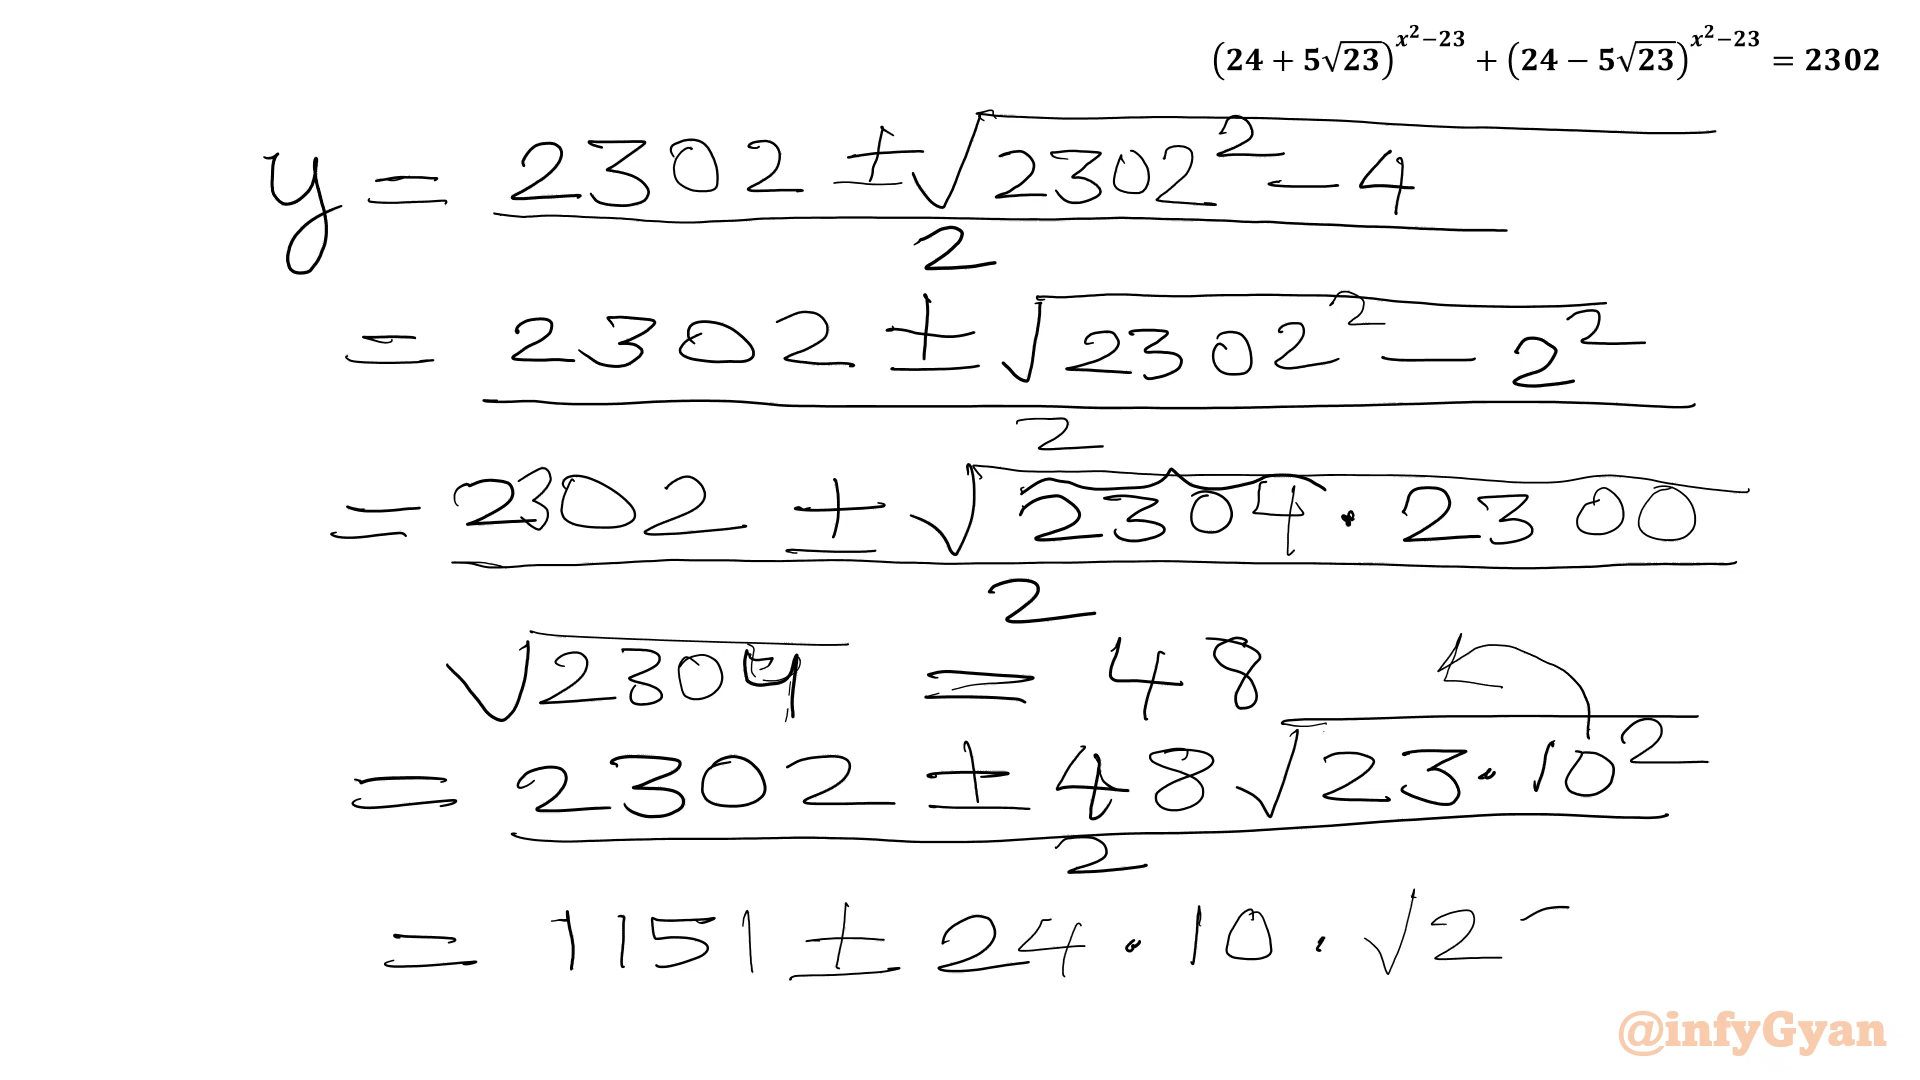 (24 + 5√23)^(x²−23) + (24 − 5√23)^(x²−23) = 2302
y = (2302 ± √(2302² − 4)) / 2
= (2302 ± √(2302² − 2²)) / 2
= (2302 ± √(2304 · 2300)) / 2
√2304 = 48
= (2302 ± 48√(23 · 10²)) / 2
= 1151 ± 24 · 10 · √2
@infyGyan